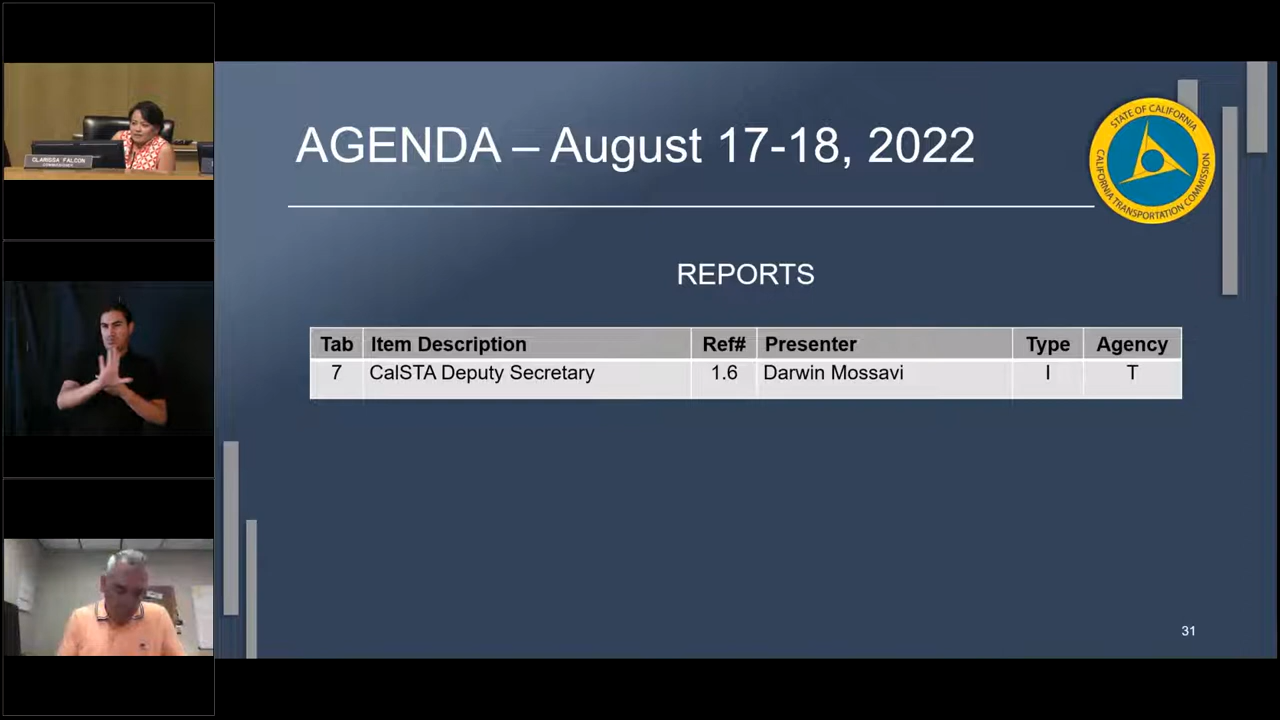 CLARISSA FALCON
AGENDA – August 17-18, 2022
STATE OF CALIFORNIA
CALIFORNIA TRANSPORTATION COMMISSION
REPORTS
Tab Item Description Ref# Presenter Type Agency
7 CalSTA Deputy Secretary 1.6 Darwin Mossavi I T
31